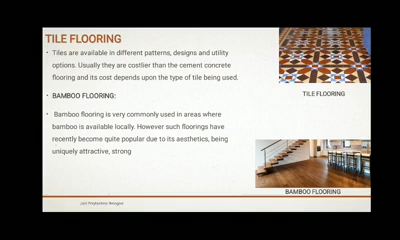 TILE FLOORING
• Tiles are available in different patterns, designs and utility
options. Usually they are costlier than the cement concrete
flooring and its cost depends upon the type of tile being used.
• BAMBOO FLOORING:
• Bamboo flooring is very commonly used in areas where
bamboo is available locally. However such floorings have
recently become quite popular due to its aesthetics, being
uniquely attractive, strong
TILE FLOORING
BAMBOO FLOORING